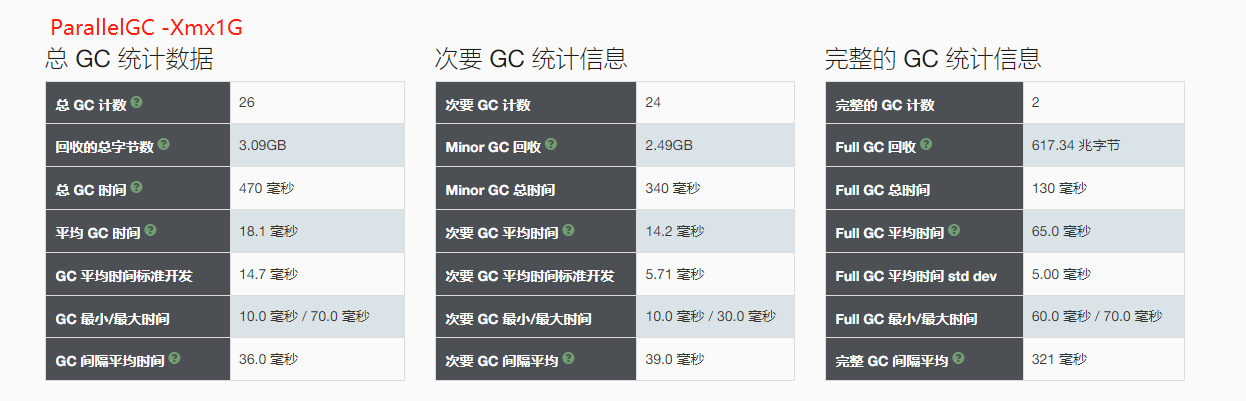 ParallelGC -Xmx1G
总 GC 统计数据
总 GC 计数 26
回收的总字节数 3.09GB
总 GC 时间 470 毫秒
平均 GC 时间 18.1 毫秒
GC 平均时间标准开发 14.7 毫秒
GC 最小/最大时间 10.0 毫秒 / 70.0 毫秒
GC 间隔平均时间 36.0 毫秒
次要 GC 统计信息
次要 GC 计数 24
Minor GC 回收 2.49GB
Minor GC 总时间 340 毫秒
次要 GC 平均时间 14.2 毫秒
次要 GC 平均时间标准开发 5.71 毫秒
次要 GC 最小/最大时间 10.0 毫秒 / 30.0 毫秒
次要 GC 间隔平均 39.0 毫秒
完整的 GC 统计信息
完整的 GC 计数 2
Full GC 回收 617.34 兆字节
Full GC 总时间 130 毫秒
Full GC 平均时间 65.0 毫秒
Full GC 平均时间 std dev 5.00 毫秒
Full GC 最小/最大时间 60.0 毫秒 / 70.0 毫秒
完整 GC 间隔平均 321 毫秒